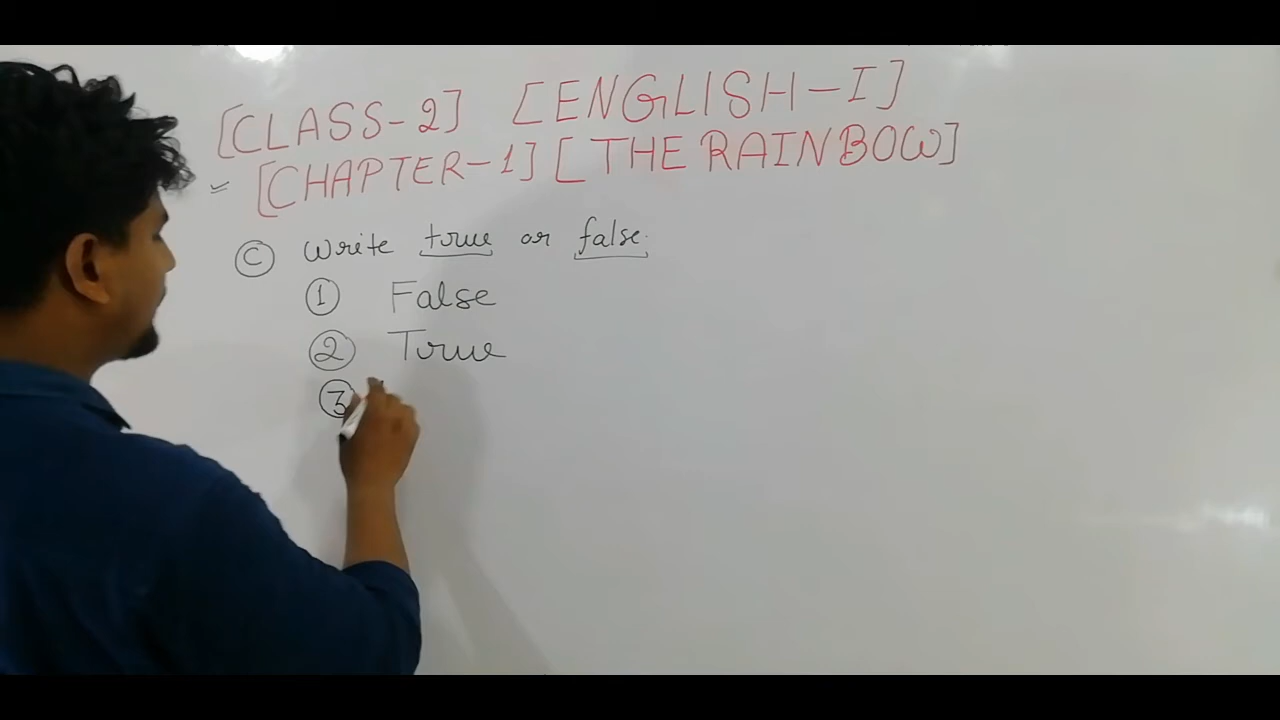 [CLASS-2] [ENGLISH-I]
[CHAPTER-1] [THE RAINBOW]
C Write true or false.
1 False
2 True
3